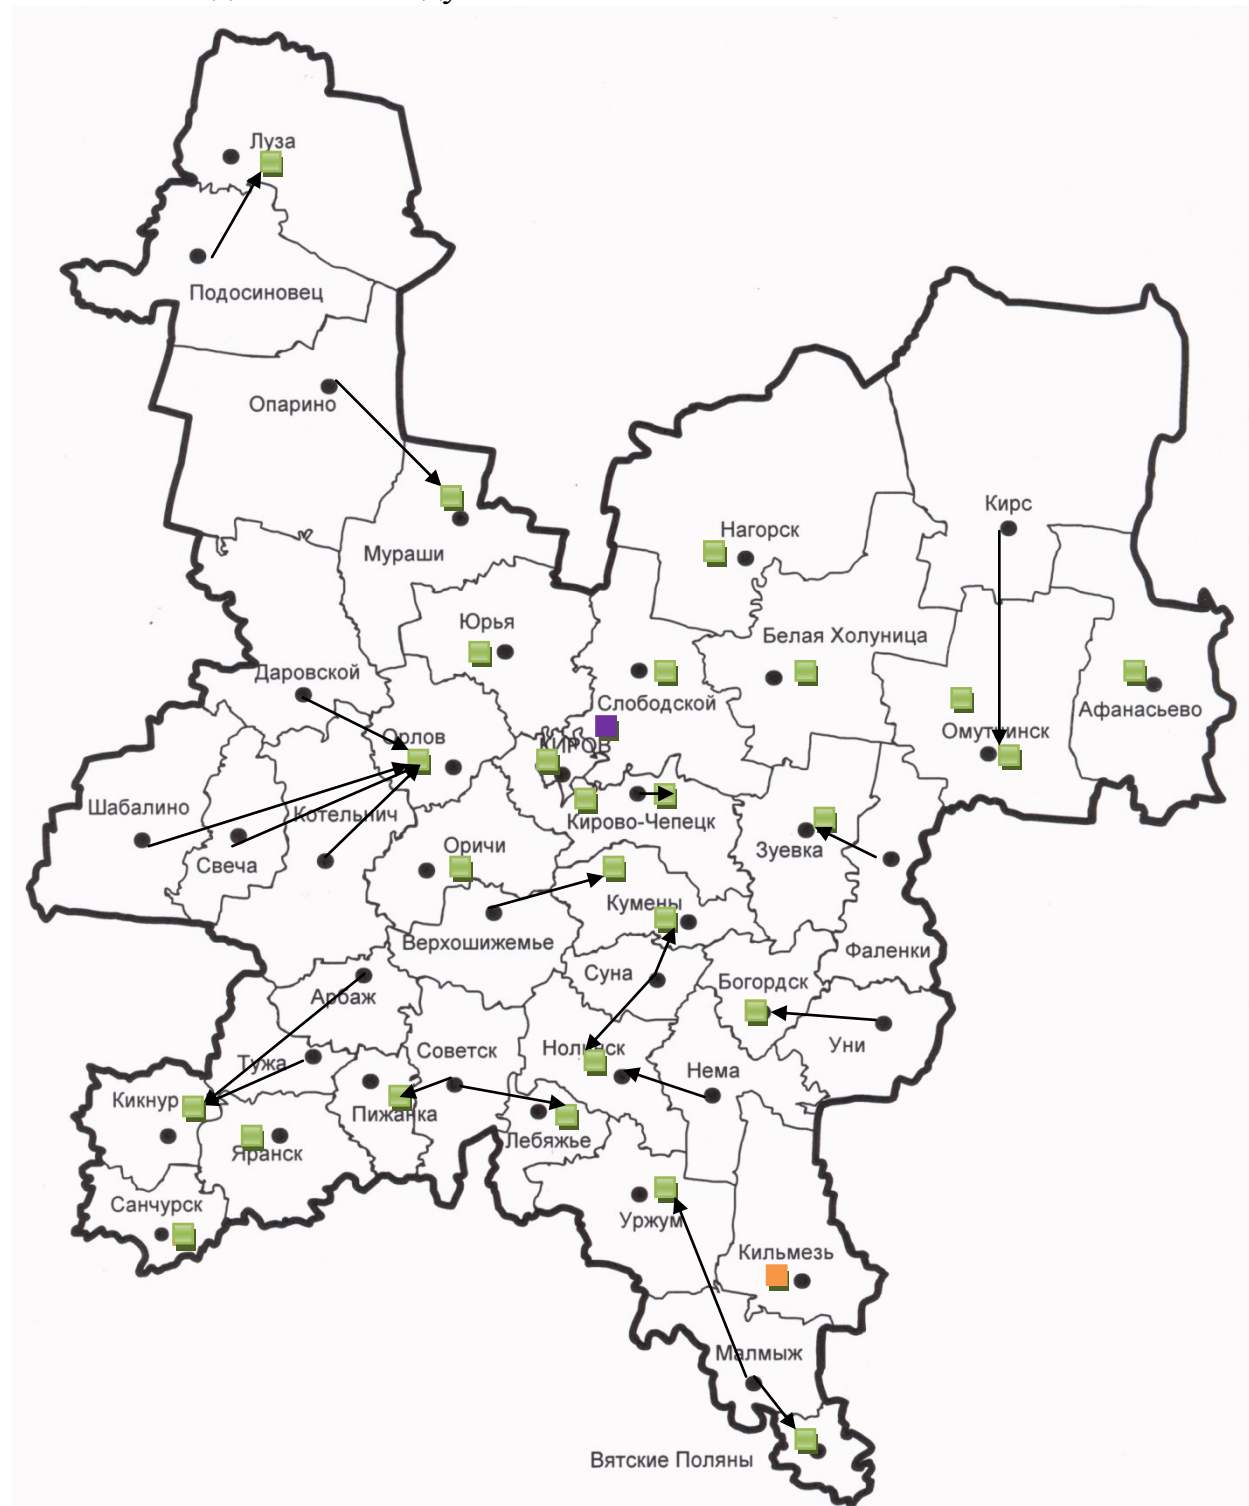 Луза
Подосиновец
Опарино
Мураши
Кирс
Нагорск
Юрья
Белая Холуница
Даровской
Слободской
Афанасьево
Омутнинск
Орлов
КИРОВ
Шабалино
Котельнич
Кирово-Чепецк
Свеча
Оричи
Зуевка
Кумены
Верхошижемье
Фаленки
Суна
Богордск
Арбаж
Уни
Нолинск
Советск
Тужа
Нема
Кикнур
Пижанка
Лебяжье
Яранск
Санчурск
Уржум
Кильмезь
Малмыж
Вятские Поляны